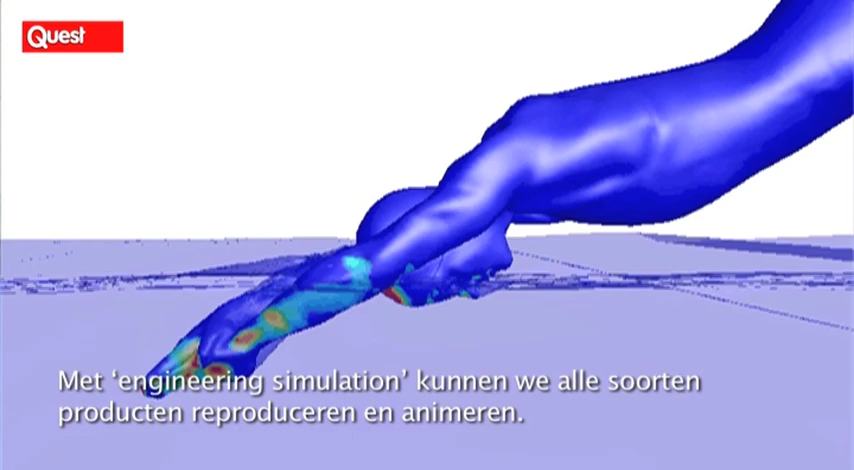 Quest
Met ‘engineering simulation’ kunnen we alle soorten
producten reproduceren en animeren.